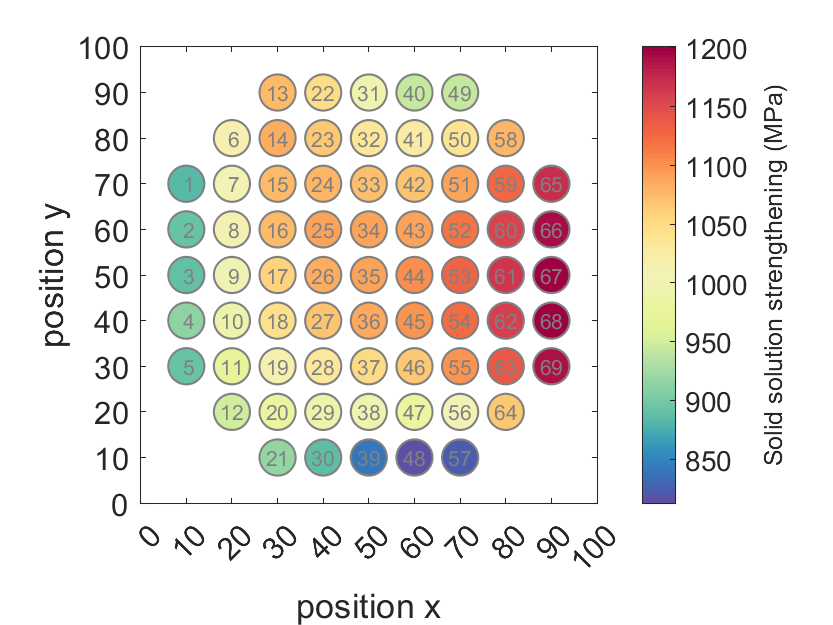 100
90
80
70
60
50
40
30
20
10
0
position y
13 22 31 40 49
6 14 23 32 41 50 58
1 7 15 24 33 42 51 59 65
2 8 16 25 34 43 52 60 66
3 9 17 26 35 44 53 61 67
4 10 18 27 36 45 54 62 68
5 11 19 28 37 46 55 63 69
12 20 29 38 47 56 64
21 30 39 48 57
0 10 20 30 40 50 60 70 80 90 100
position x
1200
1150
1100
1050
1000
950
900
850
Solid solution strengthening (MPa)